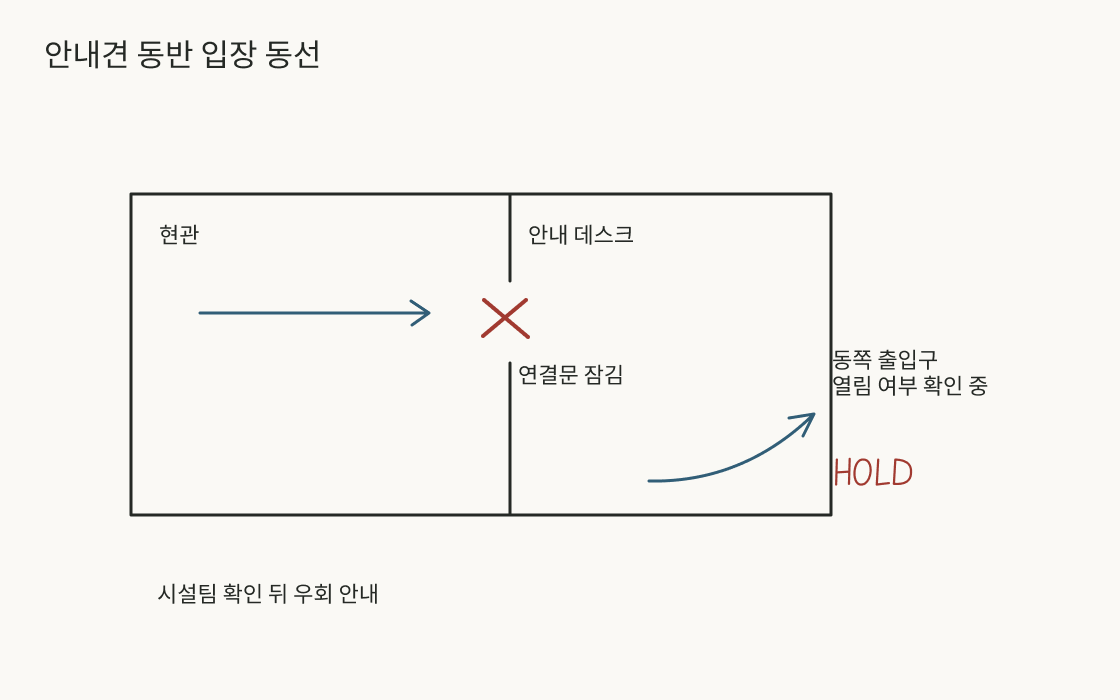 안내견 동반 입장 동선
현관
안내 데스크
연결문 잠김
동쪽 출입구
열림 여부 확인 중
HOLD
시설팀 확인 뒤 우회 안내